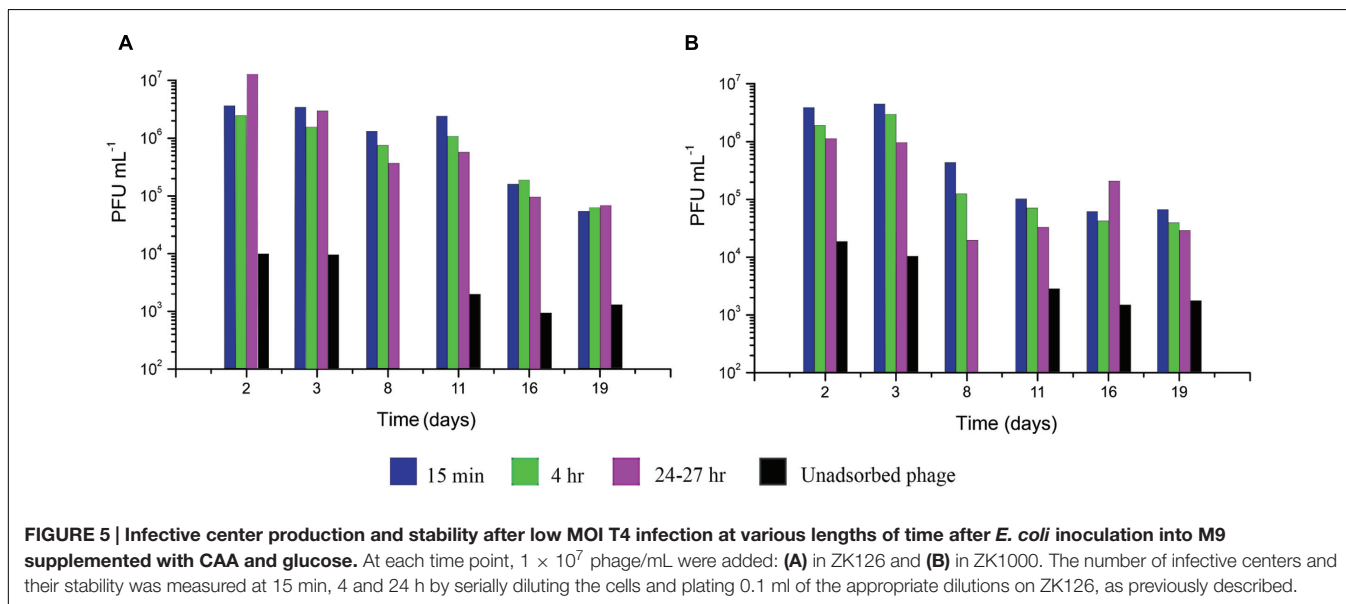 A
B
10⁷
10⁶
10⁵
10⁴
10³
10²
PFU mL⁻¹
2 3 8 11 16 19
Time (days)
10⁷
10⁶
10⁵
10⁴
10³
10²
PFU mL⁻¹
2 3 8 11 16 19
Time (days)
15 min 4 hr 24-27 hr Unadsorbed phage
FIGURE 5 | Infective center production and stability after low MOI T4 infection at various lengths of time after E. coli inoculation into M9
supplemented with CAA and glucose. At each time point, 1 × 10⁷ phage/mL were added: (A) in ZK126 and (B) in ZK1000. The number of infective centers and
their stability was measured at 15 min, 4 and 24 h by serially diluting the cells and plating 0.1 ml of the appropriate dilutions on ZK126, as previously described.